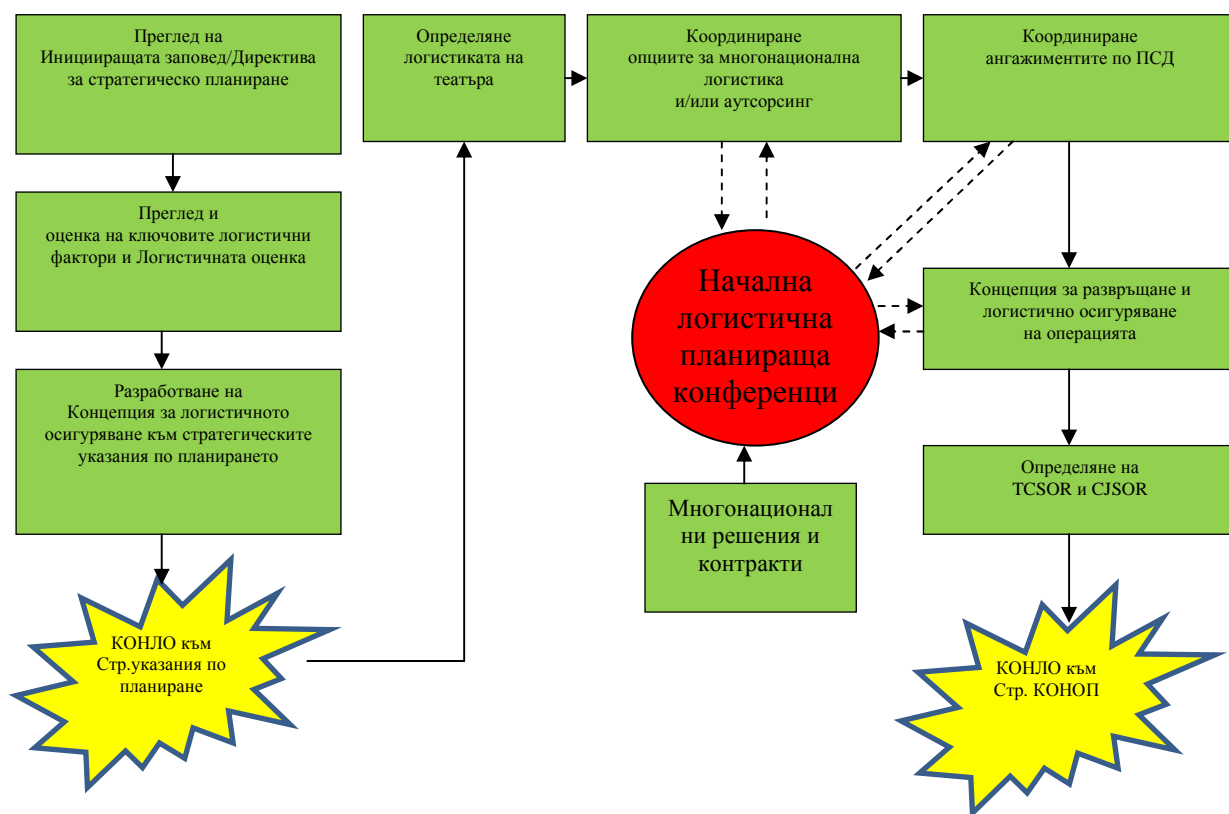 Преглед на
Иницииращата заповед/Директива
за стратегическо планиране
Преглед и
оценка на ключовите логистични
фактори и Логистичната оценка
Разработване на
Концепция за логистичното
осигуряване към стратегическите
указания по планирането
КОНЛО към
Стр.указания по
планиране
Определяне
логистиката на
театъра
Координиране
опциите за многонационална
логистика
и/или аутсорсинг
Координиране
ангажиментите по ПСД
Начална
логистична
планираща
конференци
Многонационал
ни решения и
контракти
Концепция за развръщане и
логистично осигуряване
на операцията
Определяне на
TCSOR и CJSOR
КОНЛО към
Стр. КОНОП